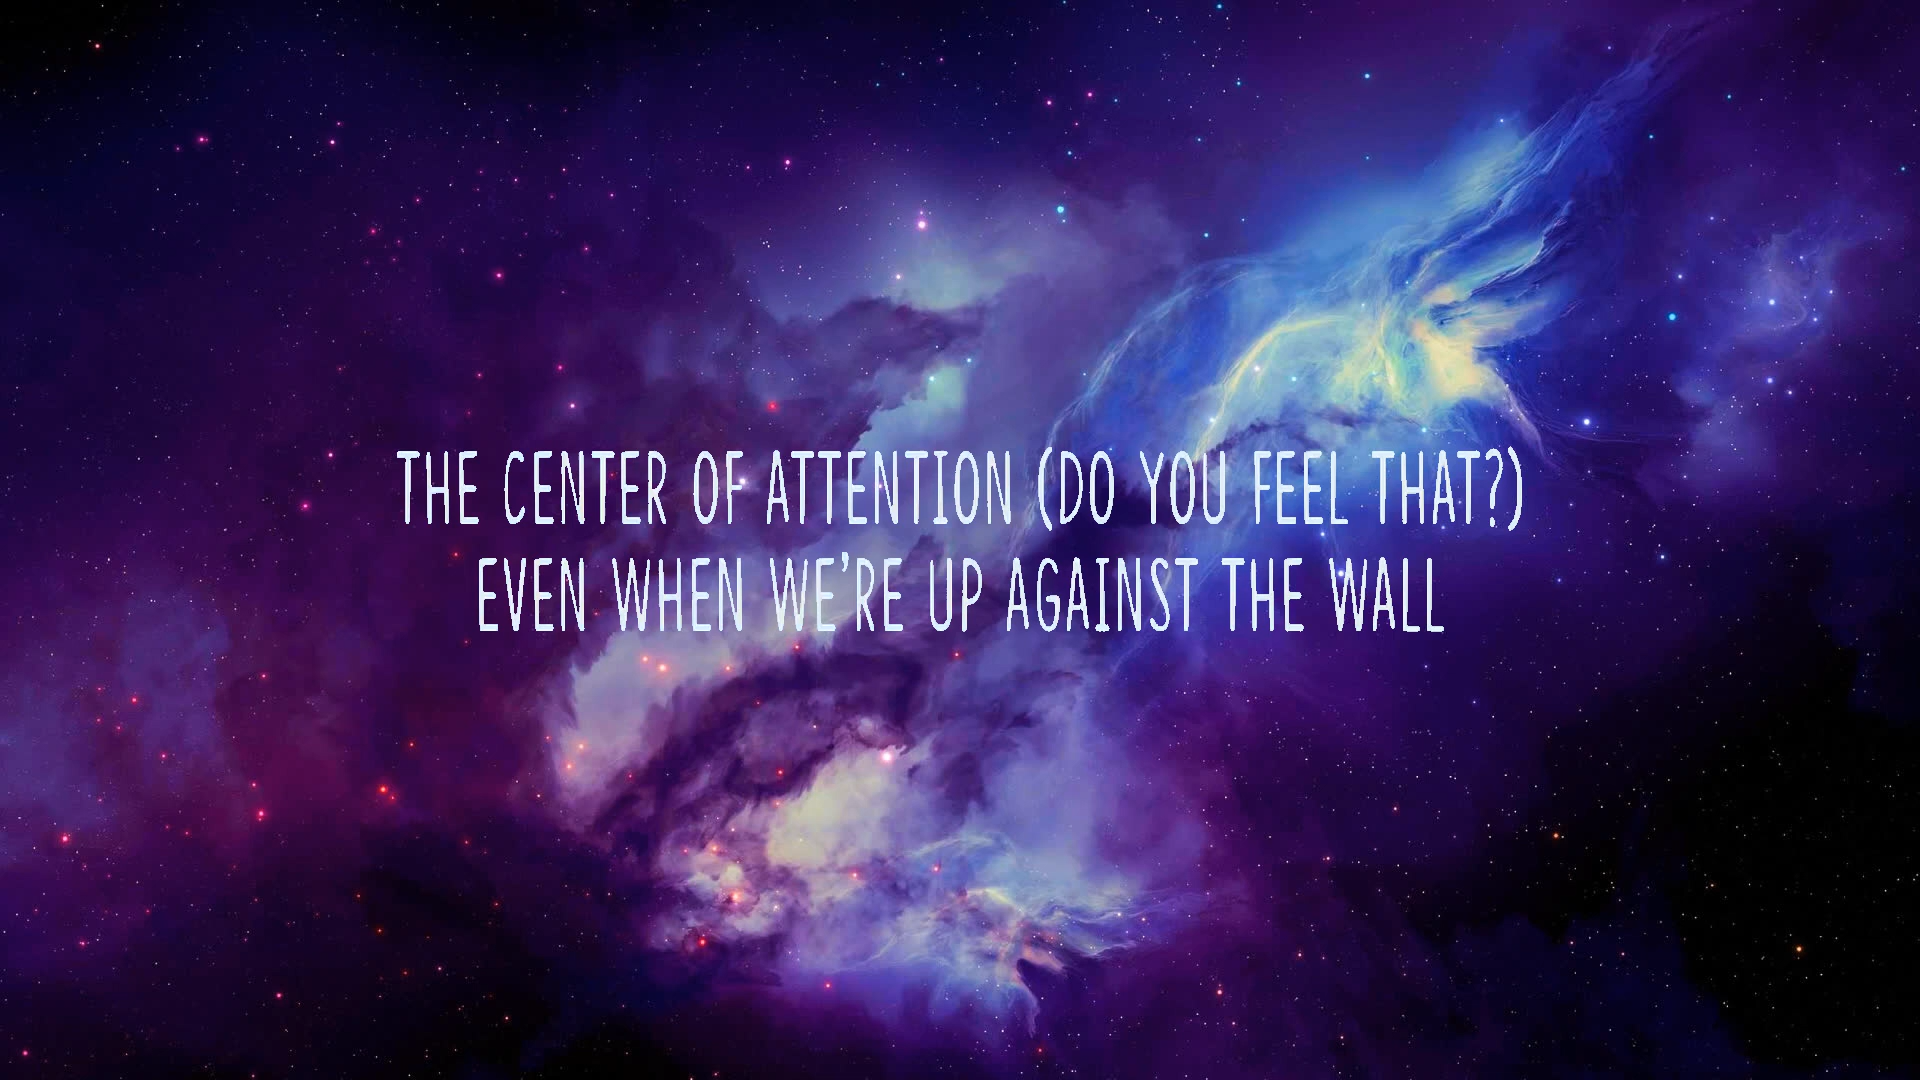 THE CENTER OF ATTENTION (DO YOU FEEL THAT?)
EVEN WHEN WE'RE UP AGAINST THE WALL